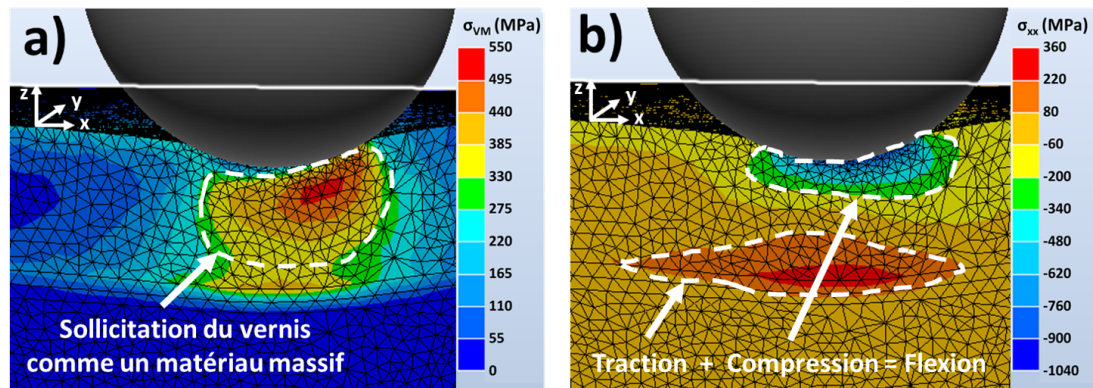 a)
σVM (MPa)
550
495
440
385
330
275
220
165
110
55
0
z
y
x
Sollicitation du vernis
comme un matériau massif
b)
σxx (MPa)
360
220
80
-60
-200
-340
-480
-620
-760
-900
-1040
z
y
x
Traction + Compression = Flexion